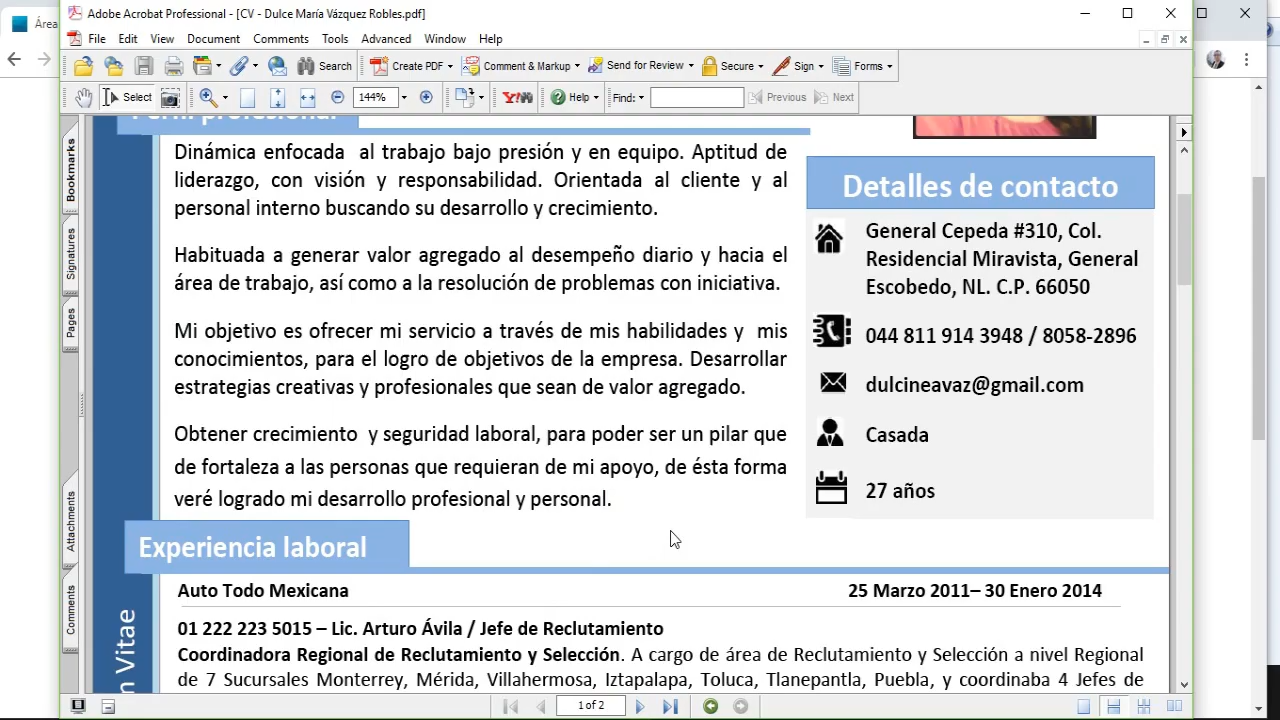 Área
Adobe Acrobat Professional - [CV - Dulce María Vázquez Robles.pdf]
File Edit View Document Comments Tools Advanced Window Help
Search Create PDF Comment & Markup Send for Review Secure Sign Forms
Select 144% Y! Help Find: Previous Next
Bookmarks
Signatures
Pages
Attachments
Comments
Perfil profesional
Dinámica enfocada al trabajo bajo presión y en equipo. Aptitud de
liderazgo, con visión y responsabilidad. Orientada al cliente y al
personal interno buscando su desarrollo y crecimiento.
Habituada a generar valor agregado al desempeño diario y hacia el
área de trabajo, así como a la resolución de problemas con iniciativa.
Mi objetivo es ofrecer mi servicio a través de mis habilidades y mis
conocimientos, para el logro de objetivos de la empresa. Desarrollar
estrategias creativas y profesionales que sean de valor agregado.
Obtener crecimiento y seguridad laboral, para poder ser un pilar que
de fortaleza a las personas que requieran de mi apoyo, de ésta forma
veré logrado mi desarrollo profesional y personal.
Detalles de contacto
General Cepeda #310, Col.
Residencial Miravista, General
Escobedo, NL. C.P. 66050
044 811 914 3948 / 8058-2896
dulcineavaz@gmail.com
Casada
27 años
Experiencia laboral
Auto Todo Mexicana 25 Marzo 2011– 30 Enero 2014
01 222 223 5015 – Lic. Arturo Ávila / Jefe de Reclutamiento
Coordinadora Regional de Reclutamiento y Selección. A cargo de área de Reclutamiento y Selección a nivel Regional
de 7 Sucursales Monterrey, Mérida, Villahermosa, Iztapalapa, Toluca, Tlanepantla, Puebla, y coordinaba 4 Jefes de
m Vitae
1 of 2